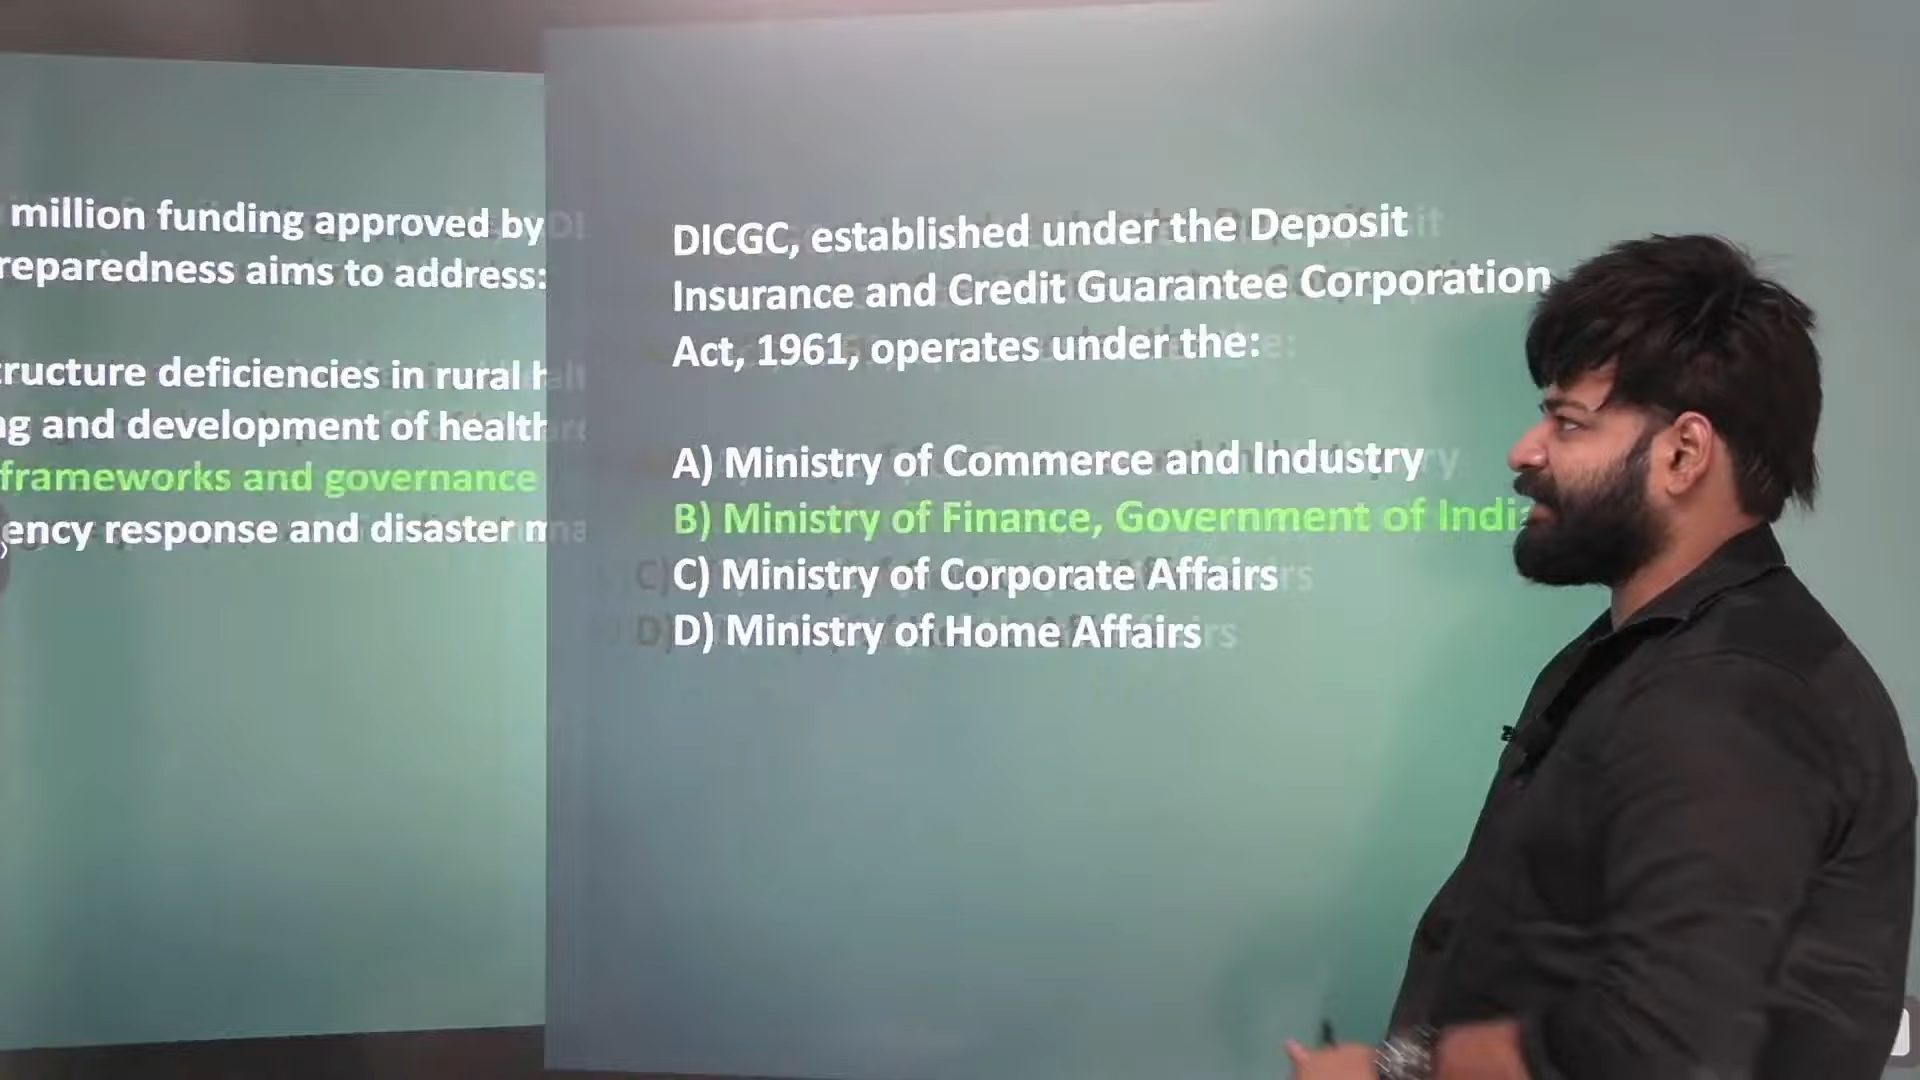 million funding approved by
reparedness aims to address:
ructure deficiencies in rural
and development of
frameworks and governance
ency response and disaster
DICGC, established under the Deposit
Insurance and Credit Guarantee Corporation
Act, 1961, operates under the:
A) Ministry of Commerce and Industry
B) Ministry of Finance, Government of Indi
C) Ministry of Corporate Affairs
D) Ministry of Home Affairs